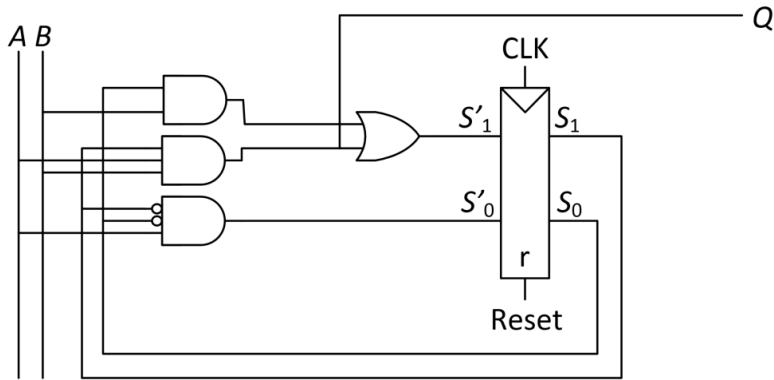 Q
A B
CLK
S'1 S1
S'0 S0
r
Reset